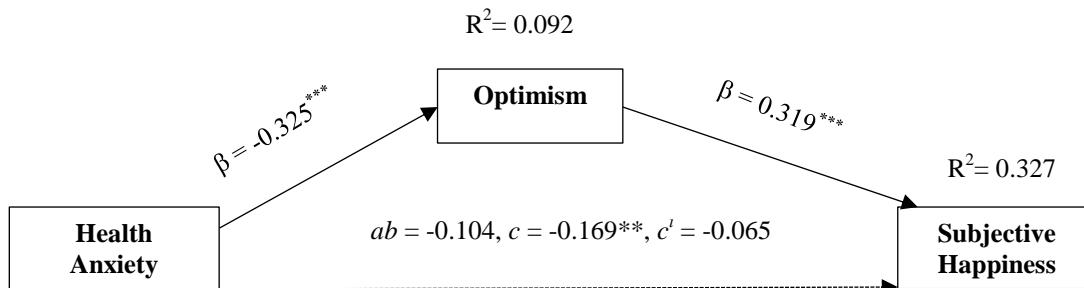 R²= 0.092
Optimism
β = -0.325***
β = 0.319***
R²= 0.327
Health
Anxiety
ab = -0.104, c = -0.169**, c¹ = -0.065
Subjective
Happiness